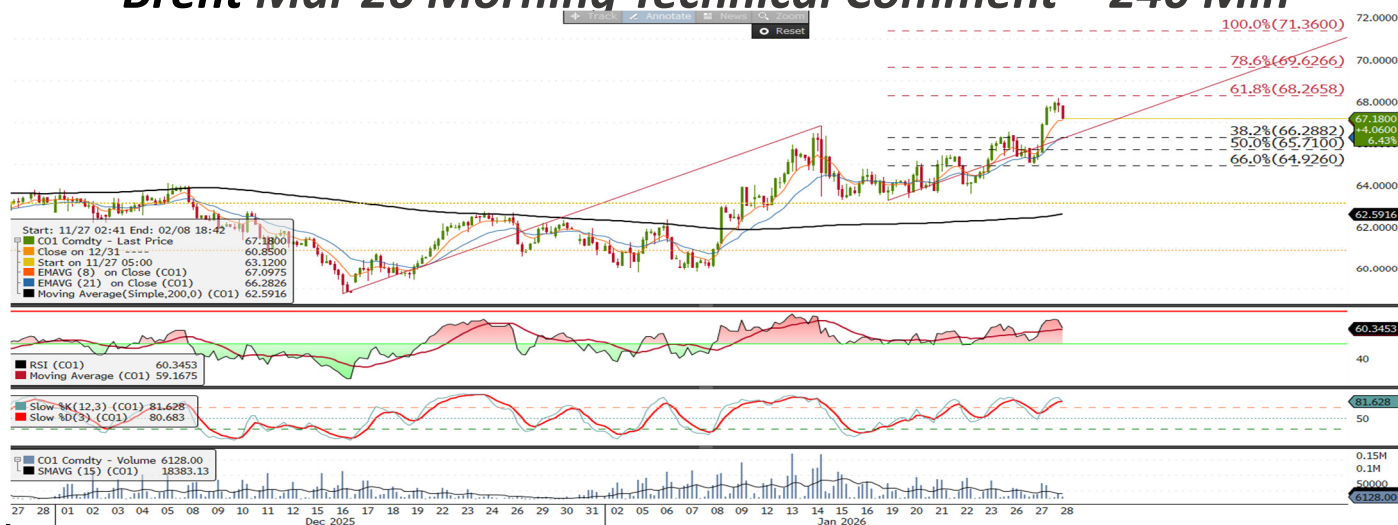 Brent Mar 26 Morning Technical Comment – 240 Min
Track Annotate News Zoom
Reset
100.0%(71.3600)
78.6%(69.6266)
61.8%(68.2658)
38.2%(66.2882)
50.0%(65.7100)
66.0%(64.9260)
72.0000
70.0000
68.0000
67.1800
+4.0600
6.43%
64.0000
62.5916
62.0000
60.0000
Start: 11/27 02:41 End: 02/08 18:42
CO1 Comdty - Last Price 67.1800
Close on 12/31 ---- 60.8500
Start on 11/27 05:00 63.1200
EMAVG (8) on Close (CO1) 67.0975
EMAVG (21) on Close (CO1) 66.2826
Moving Average(Simple,200,0) (CO1) 62.5916
60.3453
40
RSI (CO1) 60.3453
Moving Average (CO1) 59.1675
Slow %K(12,3) (CO1) 81.628
Slow %D(3) (CO1) 80.683
81.628
50
CO1 Comdty - Volume 6128.00
SMAVG (15) (CO1) 18383.13
0.15M
0.1M
50000
6128.00
27 28 01 02 03 04 05 08 09 10 11 12 15 16 17 18 19 22 23 24 26 29 30 31 02 05 06 07 08 09 12 13 14 15 16 19 20 21 22 23 26 27 28
Dec 2025 Jan 2026